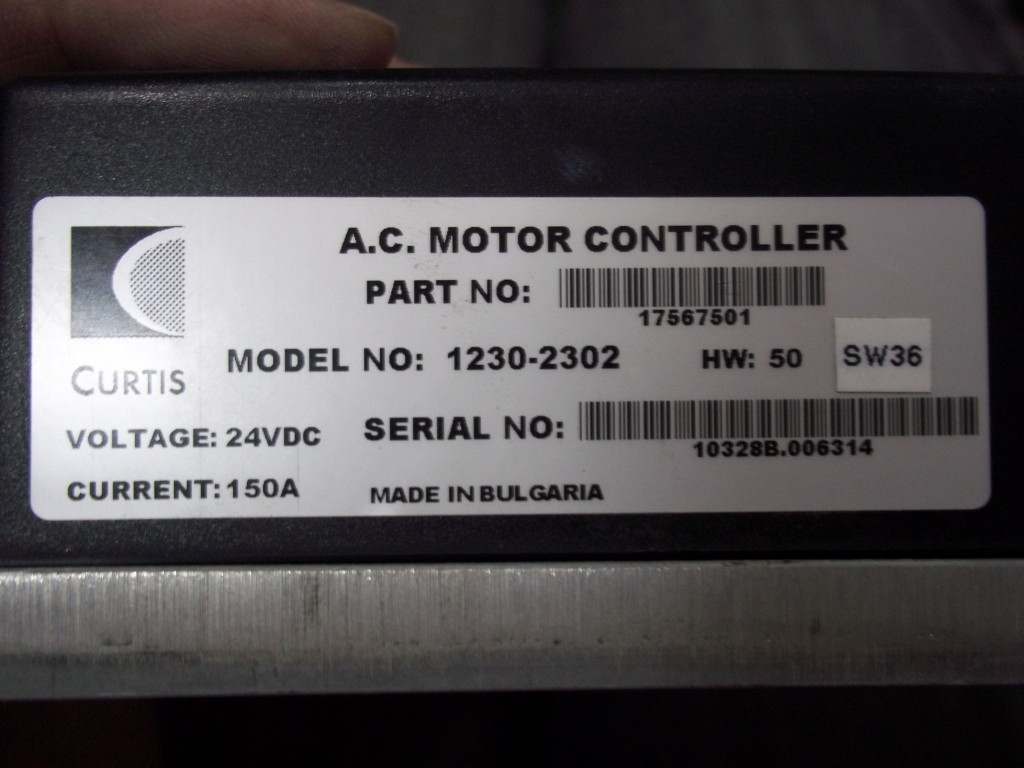 A.C. MOTOR CONTROLLER
PART NO:
17567501
MODEL NO: 1230-2302 HW: 50 SW36
CURTIS
SERIAL NO:
10328B.006314
VOLTAGE: 24VDC
CURRENT: 150A
MADE IN BULGARIA